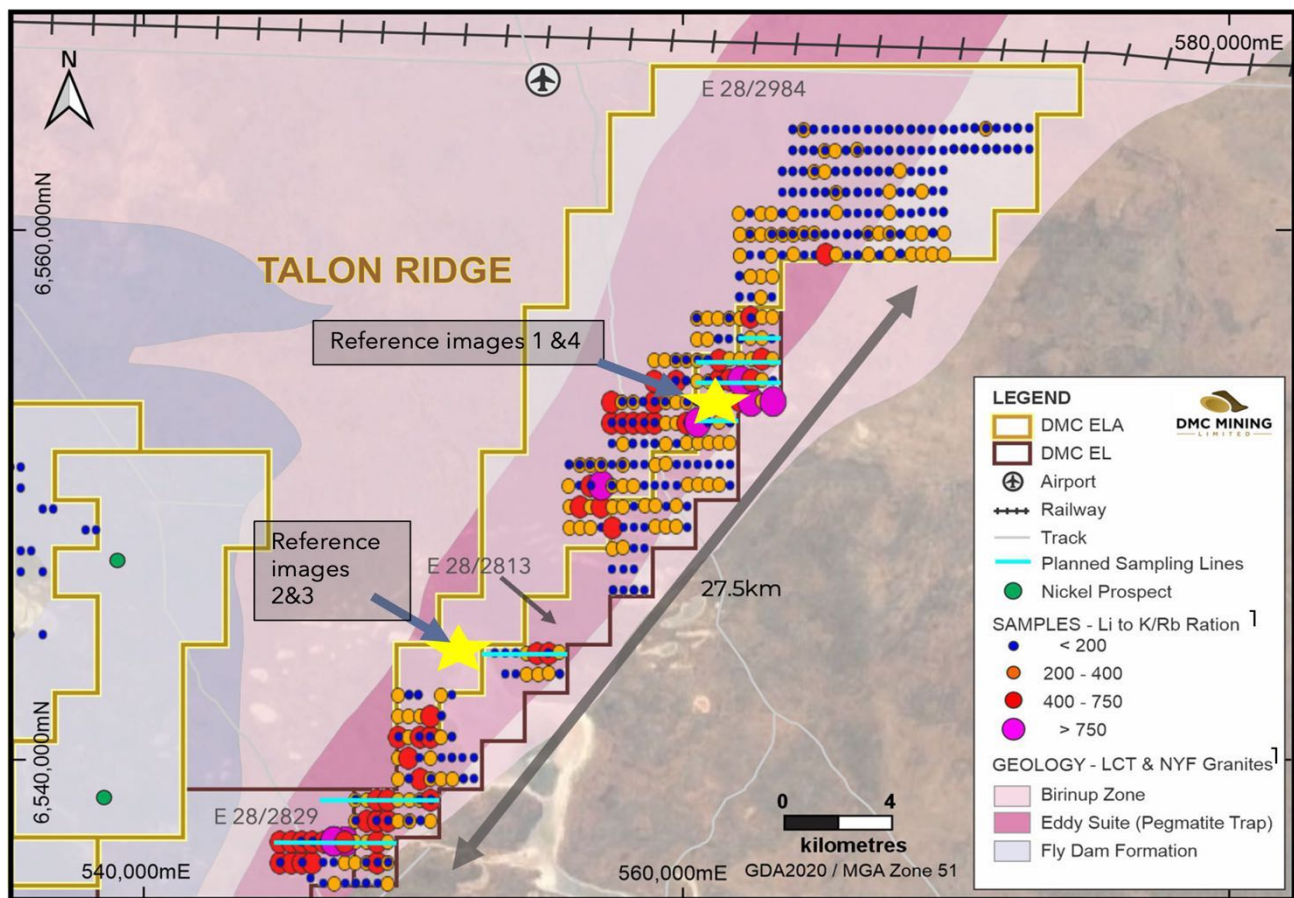 580,000mE
N
E 28/2984
6,560,000mN
TALON RIDGE
Reference images 1 &4
Reference
images
2&3
E 28/2813
27.5km
6,540,000mN
E 28/2829
540,000mE
560,000mE
0 4
kilometres
GDA2020 / MGA Zone 51
LEGEND
DMC MINING
LIMITED
DMC ELA
DMC EL
Airport
Railway
Track
Planned Sampling Lines
Nickel Prospect
SAMPLES - Li to K/Rb Ration 1
< 200
200 - 400
400 - 750
> 750
GEOLOGY - LCT & NYF Granites 1
Birinup Zone
Eddy Suite (Pegmatite Trap)
Fly Dam Formation